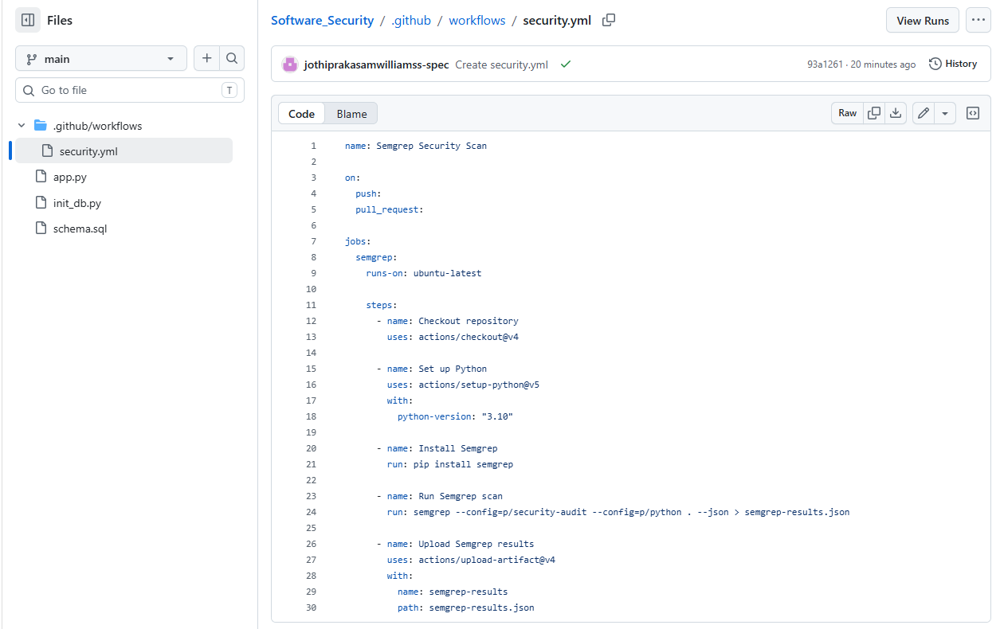 Files
main
Go to file
T
.github/workflows
security.yml
app.py
init_db.py
schema.sql
Software_Security / .github / workflows / security.yml
View Runs
jothiprakasamwilliamss-spec Create security.yml
93a1261 · 20 minutes ago
History
Code
Blame
Raw
1 name: Semgrep Security Scan
2
3 on:
4   push:
5   pull_request:
6
7 jobs:
8   semgrep:
9     runs-on: ubuntu-latest
10
11     steps:
12       - name: Checkout repository
13         uses: actions/checkout@v4
14
15       - name: Set up Python
16         uses: actions/setup-python@v5
17         with:
18           python-version: "3.10"
19
20       - name: Install Semgrep
21         run: pip install semgrep
22
23       - name: Run Semgrep scan
24         run: semgrep --config=p/security-audit --config=p/python . --json > semgrep-results.json
25
26       - name: Upload Semgrep results
27         uses: actions/upload-artifact@v4
28         with:
29           name: semgrep-results
30           path: semgrep-results.json